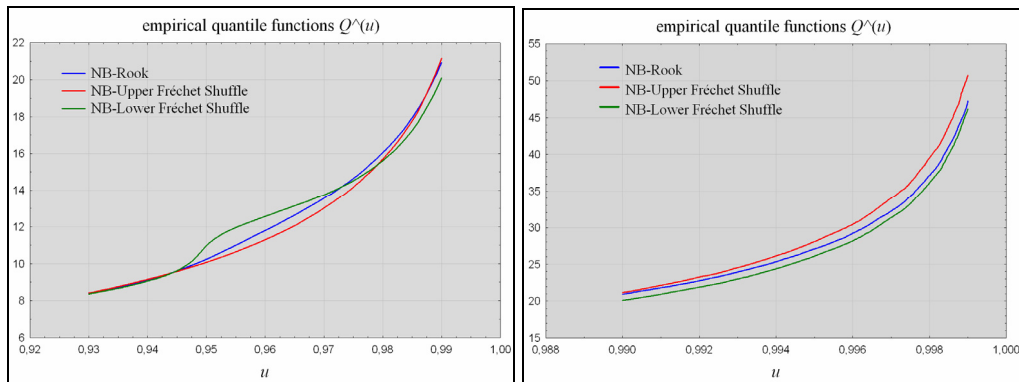 empirical quantile functions Q^(u)
22
20
18
16
14
12
10
8
6
NB-Rook
NB-Upper Fréchet Shuffle
NB-Lower Fréchet Shuffle
0,92 0,93 0,94 0,95 0,96 0,97 0,98 0,99 1,00
u
empirical quantile functions Q^(u)
55
50
45
40
35
30
25
20
15
NB-Rook
NB-Upper Fréchet Shuffle
NB-Lower Fréchet Shuffle
0,988 0,990 0,992 0,994 0,996 0,998 1,000
u